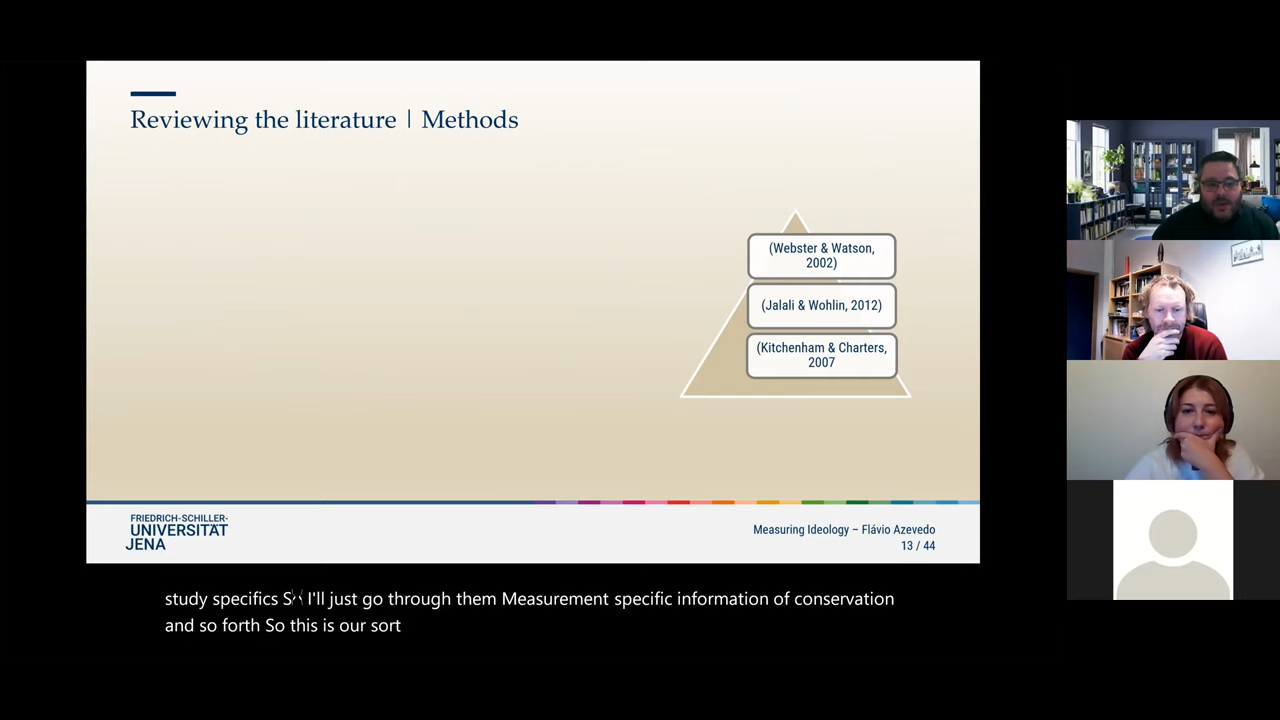 Reviewing the literature | Methods
(Webster & Watson,
2002)
(Jalali & Wohlin, 2012)
(Kitchenham & Charters,
2007
FRIEDRICH-SCHILLER-
UNIVERSITÄT
JENA
Measuring Ideology – Flávio Azevedo
13 / 44
study specifics I'll just go through them Measurement specific information of conservation
and so forth So this is our sort